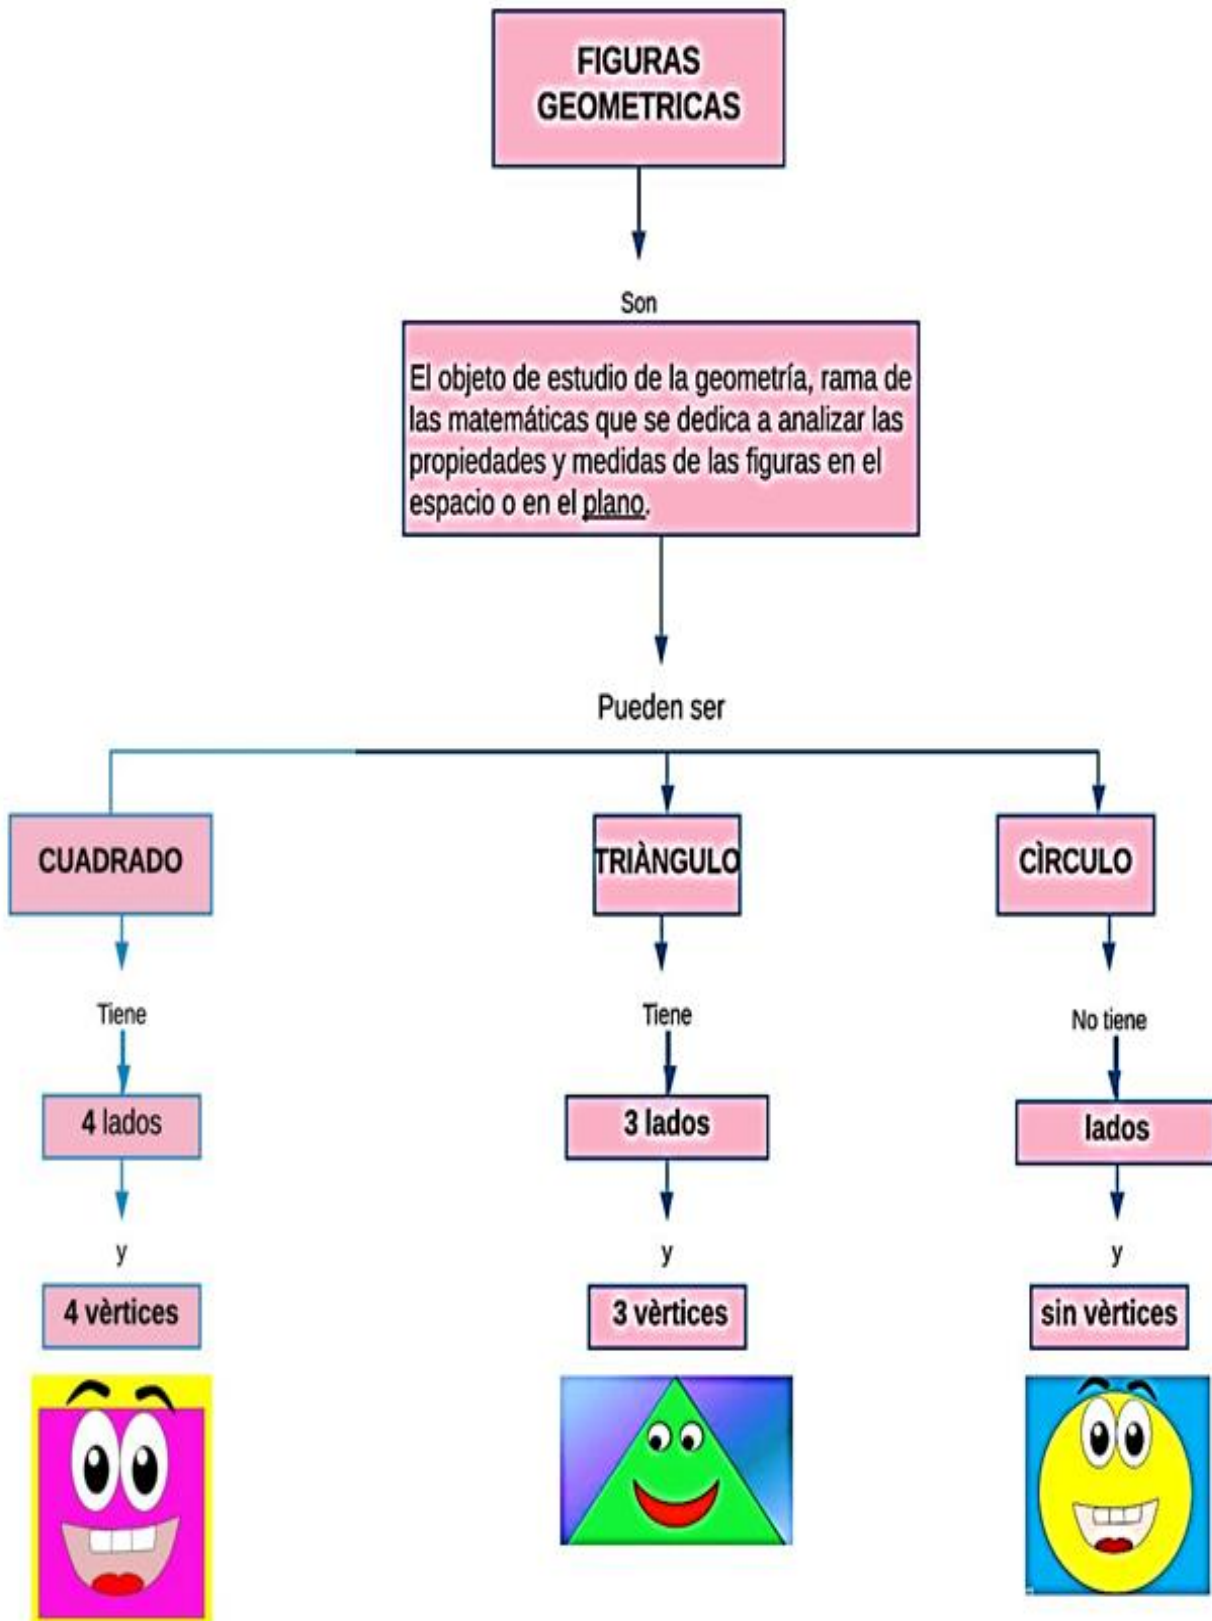 FIGURAS
GEOMETRICAS
Son
El objeto de estudio de la geometría, rama de
las matemáticas que se dedica a analizar las
propiedades y medidas de las figuras en el
espacio o en el plano.
Pueden ser
CUADRADO
TRIÀNGULO
CÌRCULO
Tiene
Tiene
No tiene
4 lados
3 lados
lados
y
y
y
4 vèrtices
3 vèrtices
sin vèrtices